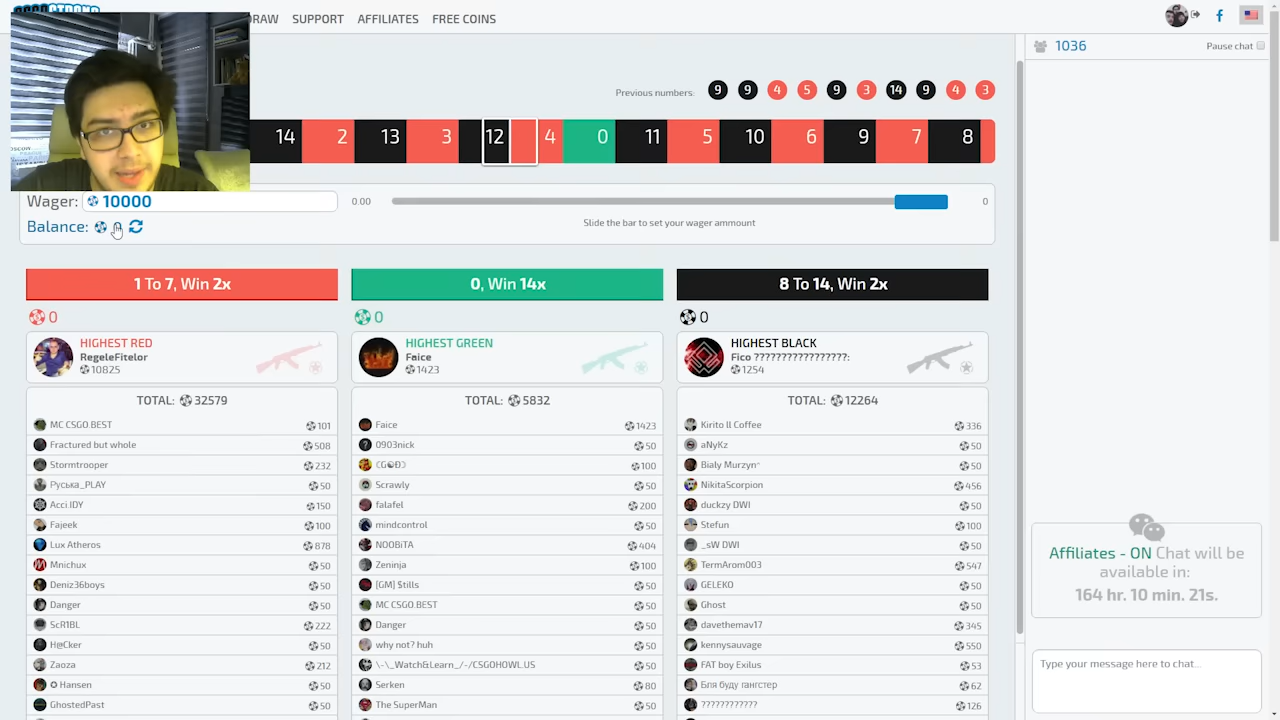 SUPPORT AFFILIATES FREE COINS
1036 Pause chat
Previous numbers: 9 9 4 5 9 3 14 9 4 3
14 2 13 3 12 4 0 11 5 10 6 9 7 8
Wager: 10000 0.00 0
Slide the bar to set your wager ammount
Balance:
1 To 7, Win 2x
0
HIGHEST RED
RegeleFitelor
10825
TOTAL: 32579
MC CSGO BEST 101
Fractured but whole 508
Stormtrooper 232
Руська_PLAY 50
Acci.IDY 150
Fajeek 100
Lux Atheros 878
Mnichux 50
Deniz36boys 50
Danger 50
ScR1BL 222
H@Cker 50
Zaoza 212
✪ Hansen 50
GhostedPast 50
0, Win 14x
0
HIGHEST GREEN
Faice
1423
TOTAL: 5832
Faice 1423
0903nick 50
100
Scrawly 50
falafel 200
mindcontrol 50
NOOBiTA 404
Zeninja 100
[GM] $tills 50
MC CSGO.BEST 50
Danger 50
why not? huh 50
\-\_Watch&Learn_/-/CSGOHOWL.US 50
Serken 80
The SuperMan 50
8 To 14, Win 2x
0
HIGHEST BLACK
Fico ?????????????????:
1254
TOTAL: 12264
Kirito ll Coffee 336
aNyKz 50
Bialy Murzyn 50
NikitaScorpion 456
duckzy DWI 50
Stefun 100
_sW DWI 50
TermArom003 547
GELEKO 50
Ghost 50
davethemav17 345
kennysauvage 550
FAT boy Exilus 53
Бля буду гангстер 62
???????????? 126
Affiliates - ON Chat will be
available in:
164 hr. 10 min. 21s.
Type your message here to chat...